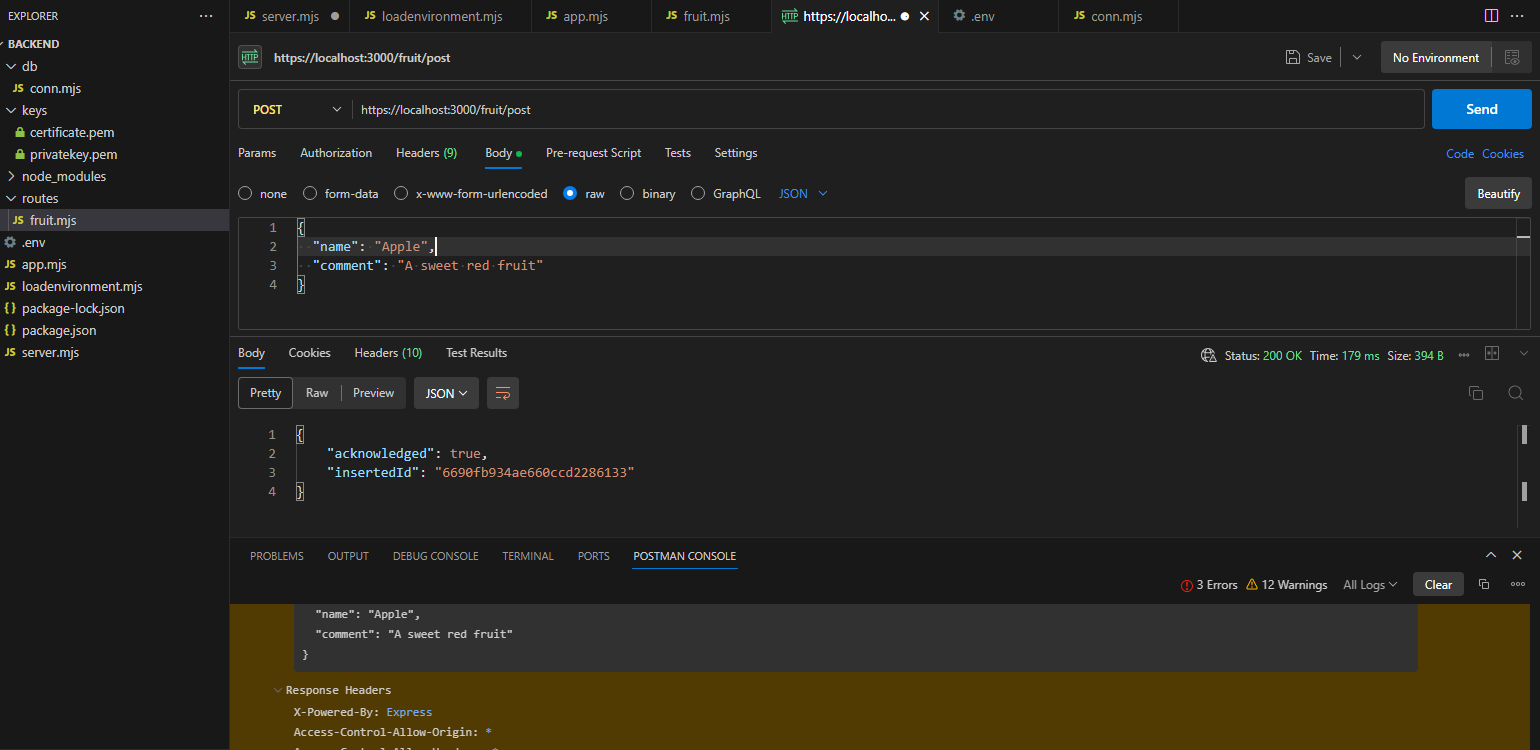 EXPLORER
BACKEND
db
JS conn.mjs
keys
certificate.pem
privatekey.pem
node_modules
routes
JS fruit.mjs
.env
JS app.mjs
JS loadenvironment.mjs
{} package-lock.json
{} package.json
JS server.mjs
JS server.mjs JS loadenvironment.mjs JS app.mjs JS fruit.mjs HTTP https://localho... .env JS conn.mjs
HTTP https://localhost:3000/fruit/post Save No Environment
POST https://localhost:3000/fruit/post Send
Params Authorization Headers (9) Body Pre-request Script Tests Settings Code Cookies
none form-data x-www-form-urlencoded raw binary GraphQL JSON Beautify
1 {
2 "name": "Apple",
3 "comment": "A sweet red fruit"
4 }
Body Cookies Headers (10) Test Results Status: 200 OK Time: 179 ms Size: 394 B
Pretty Raw Preview JSON
1 {
2 "acknowledged": true,
3 "insertedId": "6690fb934ae660ccd2286133"
4 }
PROBLEMS OUTPUT DEBUG CONSOLE TERMINAL PORTS POSTMAN CONSOLE
3 Errors 12 Warnings All Logs Clear
"name": "Apple",
"comment": "A sweet red fruit"
}
Response Headers
X-Powered-By: Express
Access-Control-Allow-Origin: *